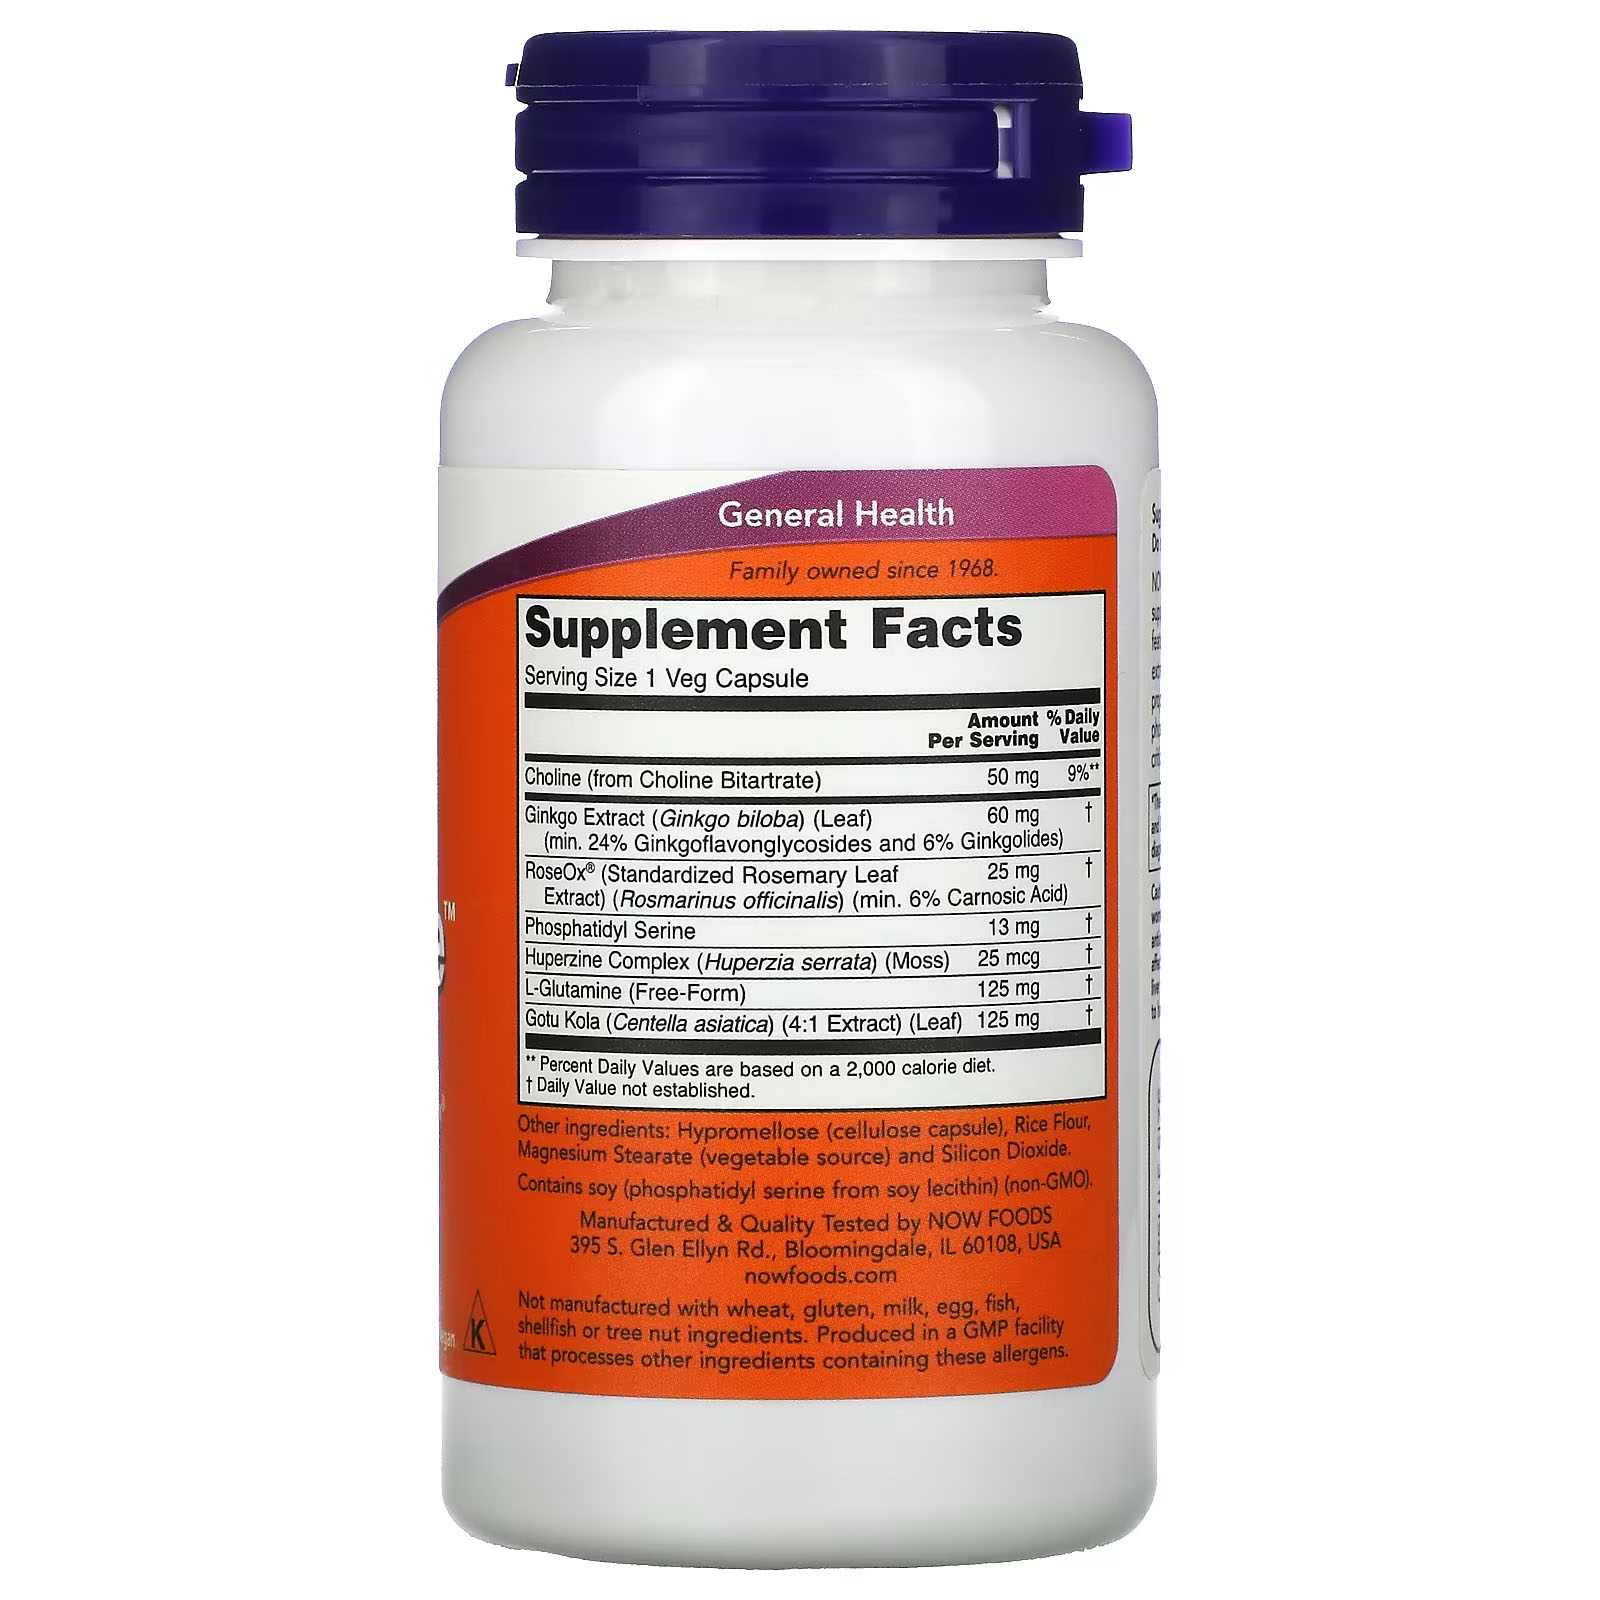 General Health
Family owned since 1968.
Supplement Facts
Serving Size 1 Veg Capsule
Amount % Daily
Per Serving Value
Choline (from Choline Bitartrate) 50 mg 9%**
Ginkgo Extract (Ginkgo biloba) (Leaf) 60 mg †
(min. 24% Ginkgoflavonglycosides and 6% Ginkgolides)
RoseOx® (Standardized Rosemary Leaf 25 mg †
Extract) (Rosmarinus officinalis) (min. 6% Carnosic Acid)
Phosphatidyl Serine 13 mg †
Huperzine Complex (Huperzia serrata) (Moss) 25 mcg †
L-Glutamine (Free-Form) 125 mg †
Gotu Kola (Centella asiatica) (4:1 Extract) (Leaf) 125 mg †
** Percent Daily Values are based on a 2,000 calorie diet.
† Daily Value not established.
Other ingredients: Hypromellose (cellulose capsule), Rice Flour,
Magnesium Stearate (vegetable source) and Silicon Dioxide.
Contains soy (phosphatidyl serine from soy lecithin) (non-GMO).
Manufactured & Quality Tested by NOW FOODS
395 S. Glen Ellyn Rd., Bloomingdale, IL 60108, USA
nowfoods.com
Not manufactured with wheat, gluten, milk, egg, fish,
shellfish or tree nut ingredients. Produced in a GMP facility
that processes other ingredients containing these allergens.
TM
K